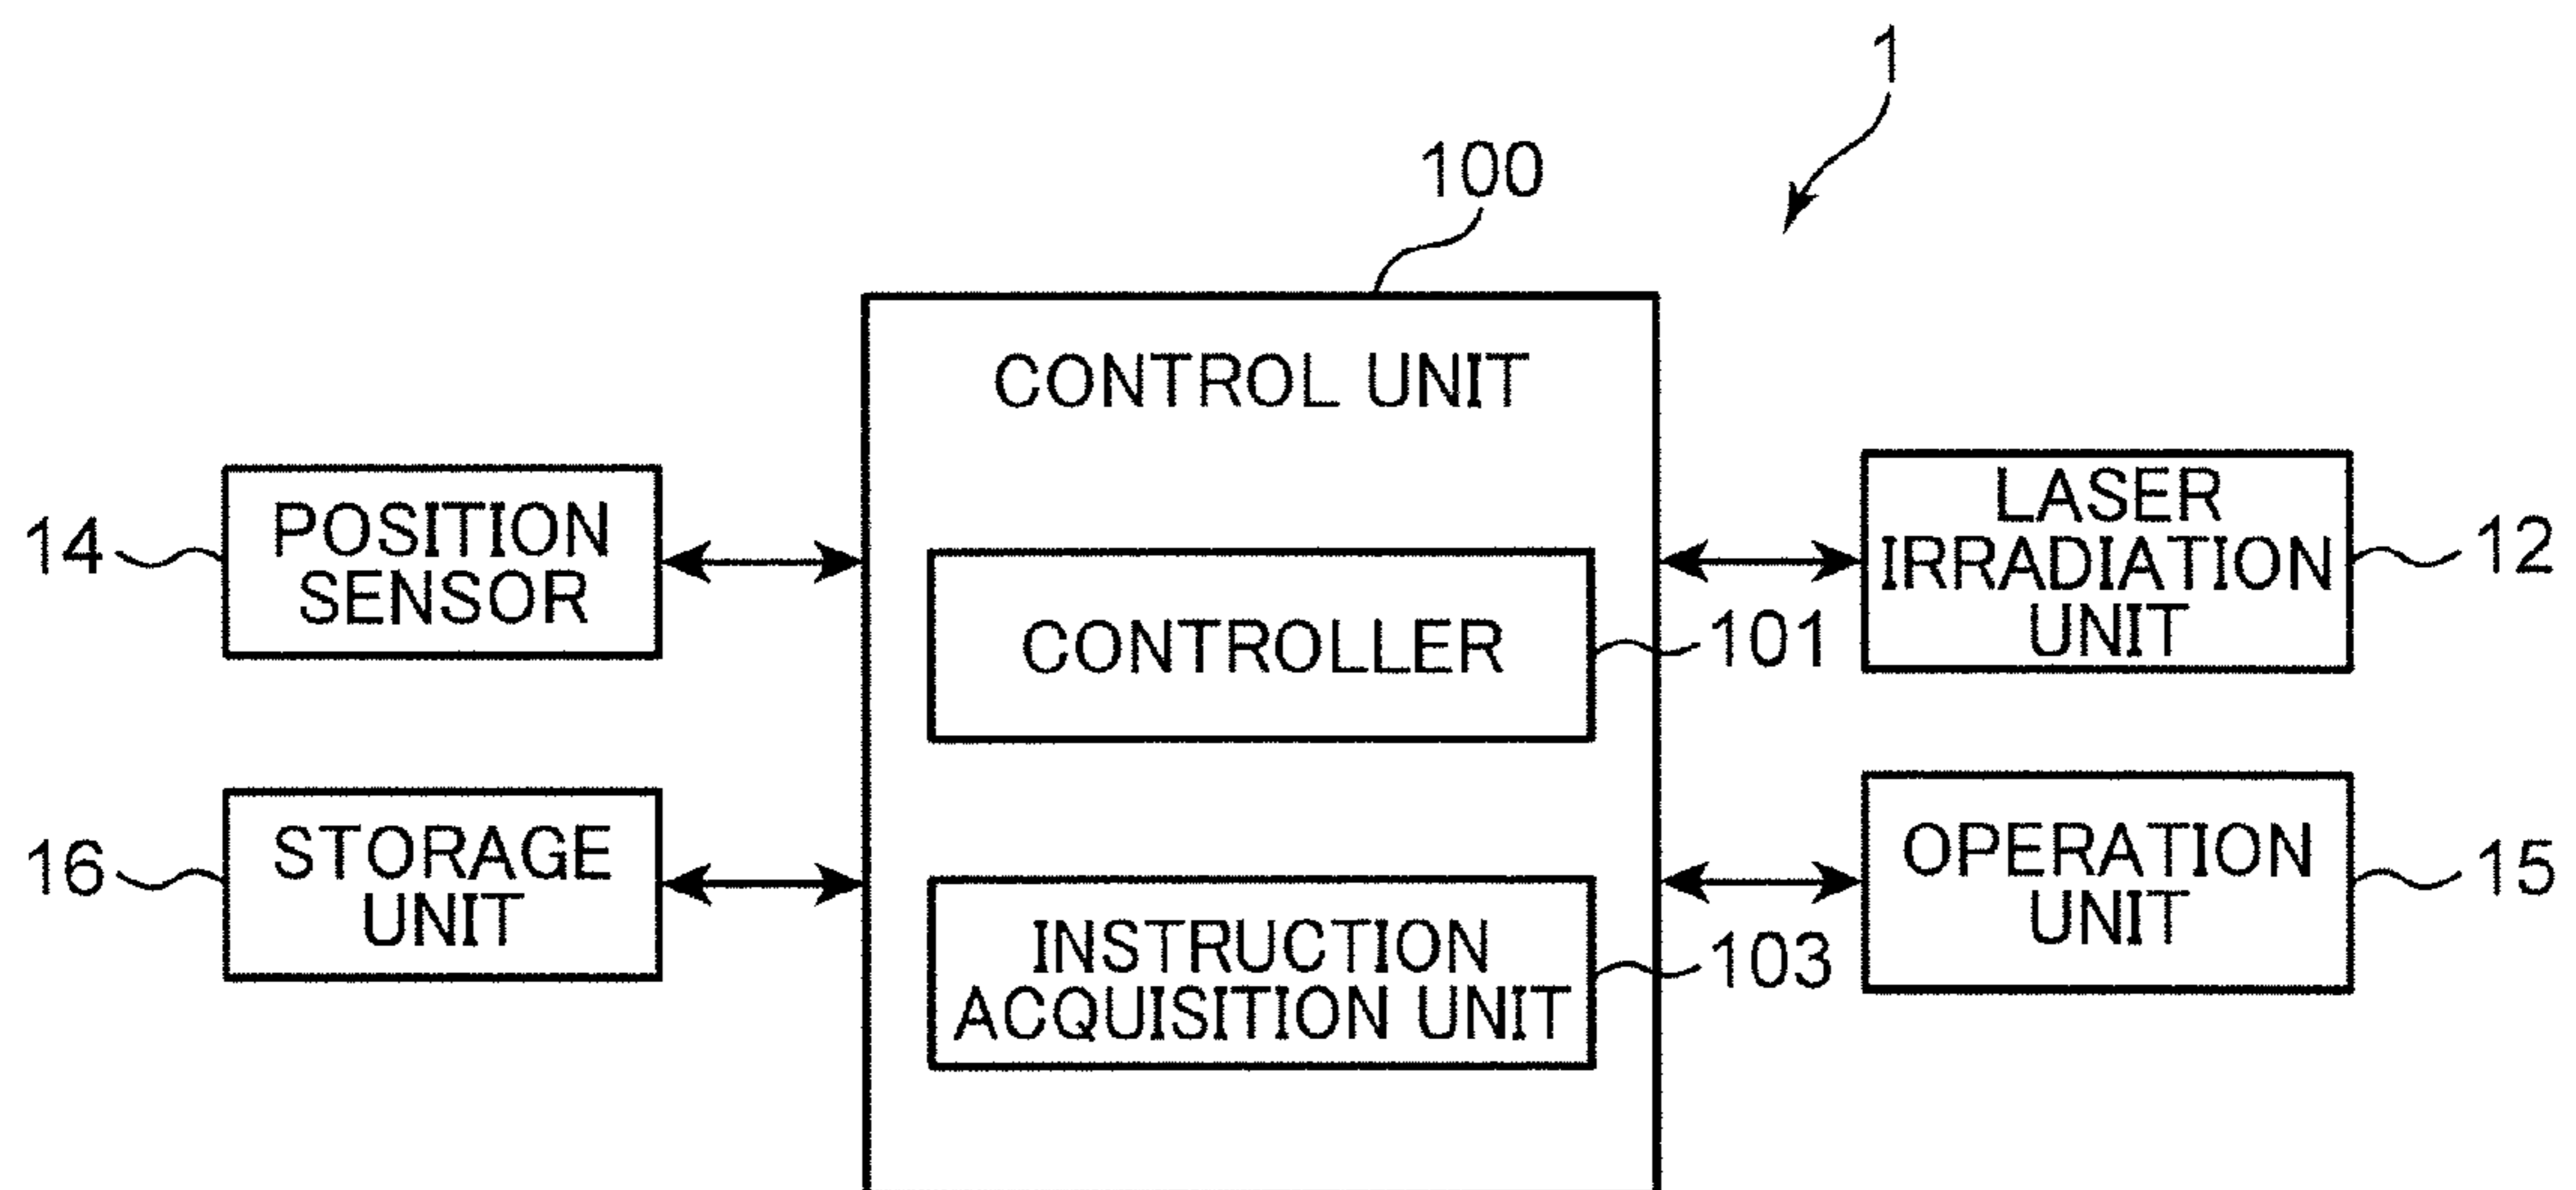 1
100
CONTROL UNIT
14
POSITION
SENSOR
CONTROLLER
101
LASER
IRRADIATION
UNIT
12
16
STORAGE
UNIT
INSTRUCTION
ACQUISITION UNIT
103
OPERATION
UNIT
15